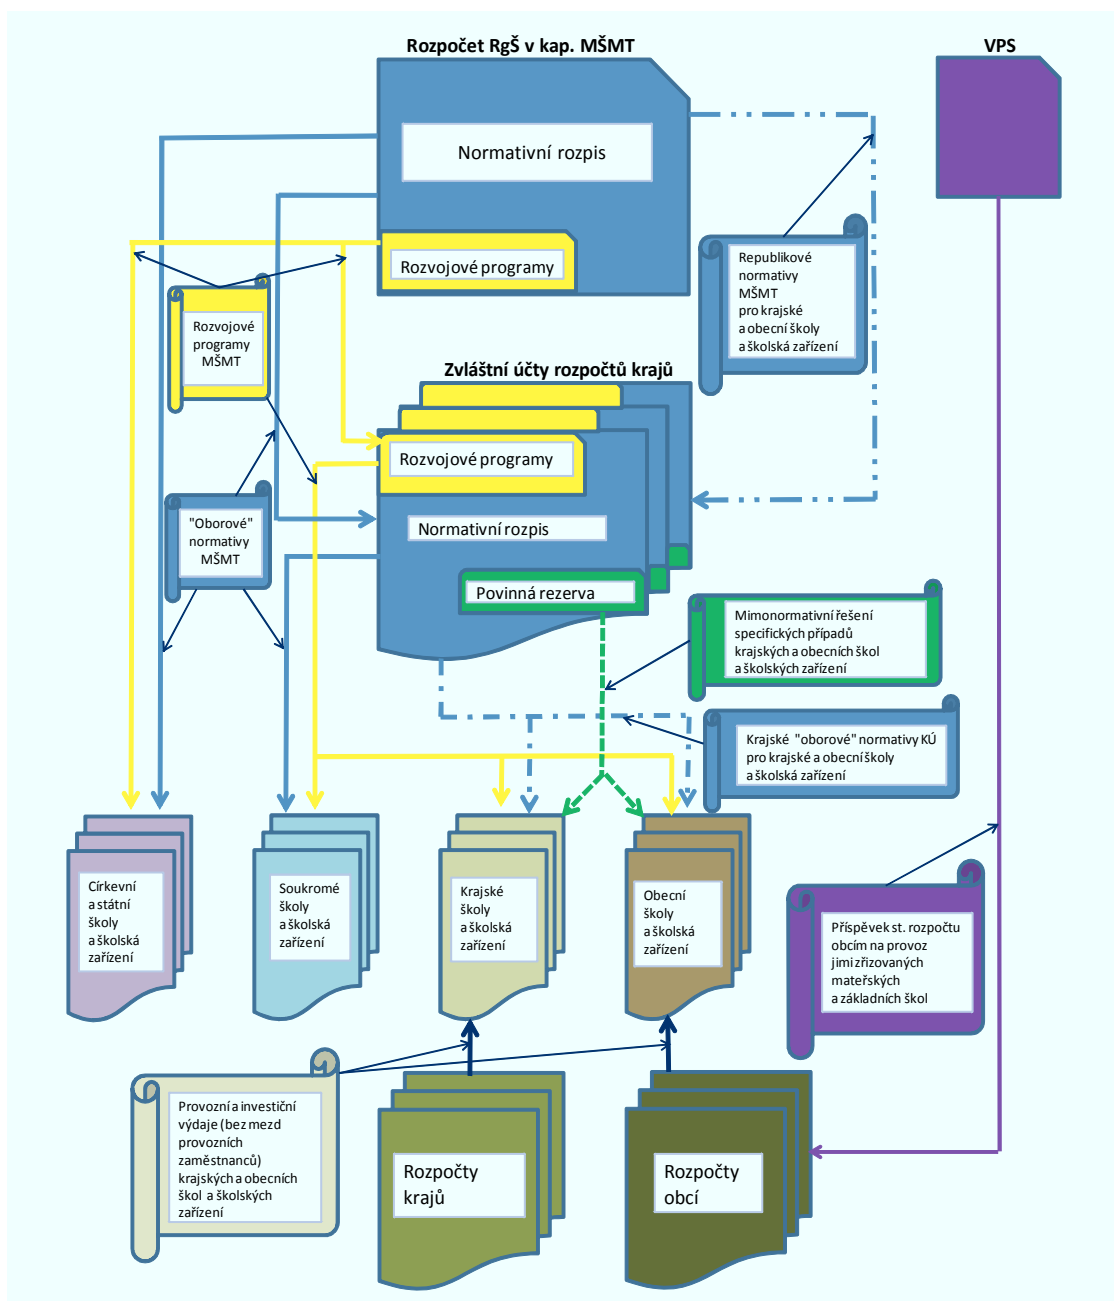 Rozpočet RgŠ v kap. MŠMT
VPS
Normativní rozpis
Rozvojové programy
Republikové
normativy
MŠMT
pro krajské
a obecní školy
a školská zařízení
Rozvojové
programy
MŠMT
Zvláštní účty rozpočtů krajů
Rozvojové programy
Normativní rozpis
"Oborové"
normativy
MŠMT
Povinná rezerva
Mimonormativní řešení
specifických případů
krajských a obecních škol
a školských zařízení
Krajské "oborové" normativy KÚ
pro krajské a obecní školy
a školská zařízení
Církevní
a státní
školy
a školská
zařízení
Soukromé
školy
a školská
zařízení
Krajské
školy
a školská
zařízení
Obecní
školy
a školská
zařízení
Příspěvek st. rozpočtu
obcím na provoz
jimi zřizovaných
mateřských
a základních škol
Provozní a investiční
výdaje (bez mezd
provozních
zaměstnanců)
krajských a obecních
škol a školských
zařízení
Rozpočty
krajů
Rozpočty
obcí